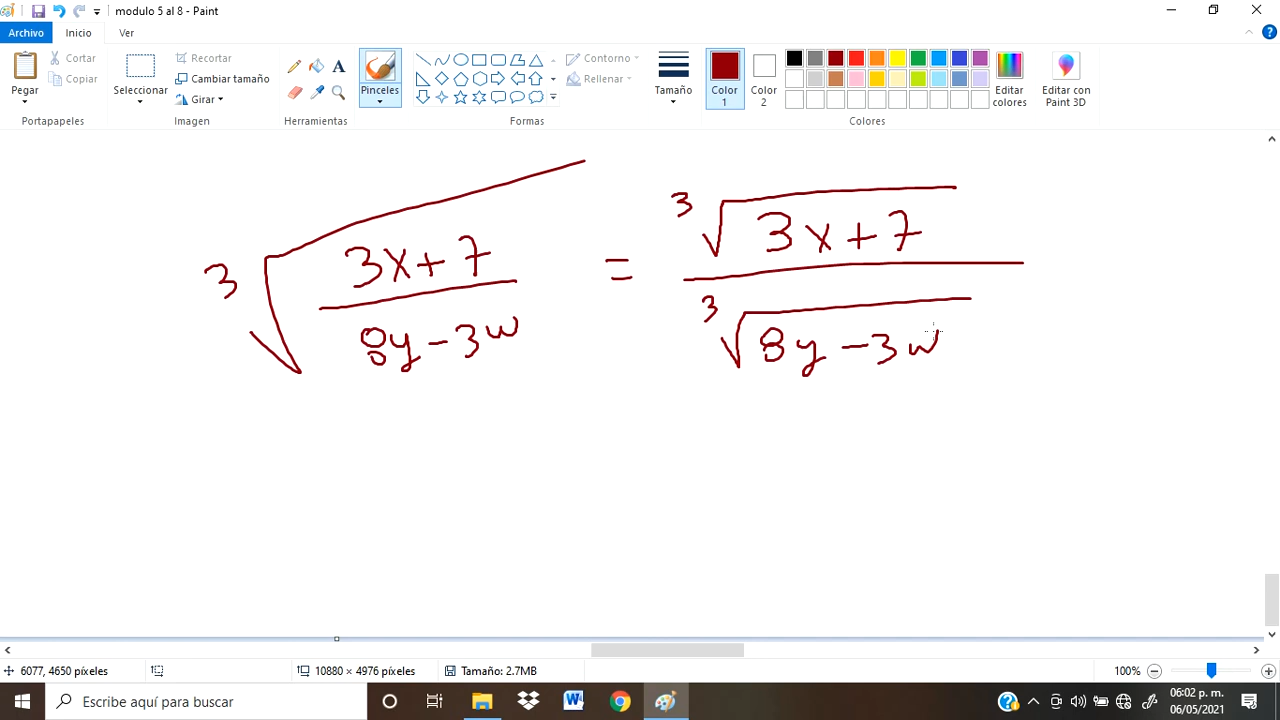 modulo 5 al 8 - Paint
Archivo Inicio Ver
Pegar
Cortar
Copiar
Portapapeles
Seleccionar
Recortar
Cambiar tamaño
Girar
Imagen
A
Herramientas
Pinceles
Contorno
Rellenar
Formas
Tamaño
Color 1
Color 2
Editar colores
Colores
Editar con Paint 3D
∛((3x+7)/(8y-3w)) = ∛(3x+7)/∛(8y-3w)
6077, 4650 píxeles 10880 × 4976 píxeles Tamaño: 2.7MB 100%
Escribe aquí para buscar
06:02 p. m.
06/05/2021